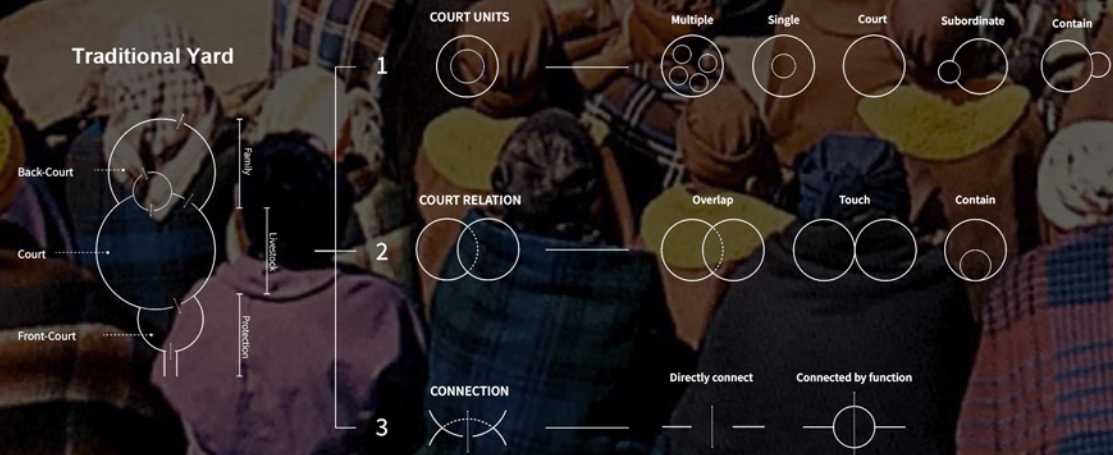 Traditional Yard
Back-Court
Court
Front-Court
Family
Livestock
Protection
1
COURT UNITS
Multiple
Single
Court
Subordinate
Contain
2
COURT RELATION
Overlap
Touch
Contain
3
CONNECTION
Directly connect
Connected by function